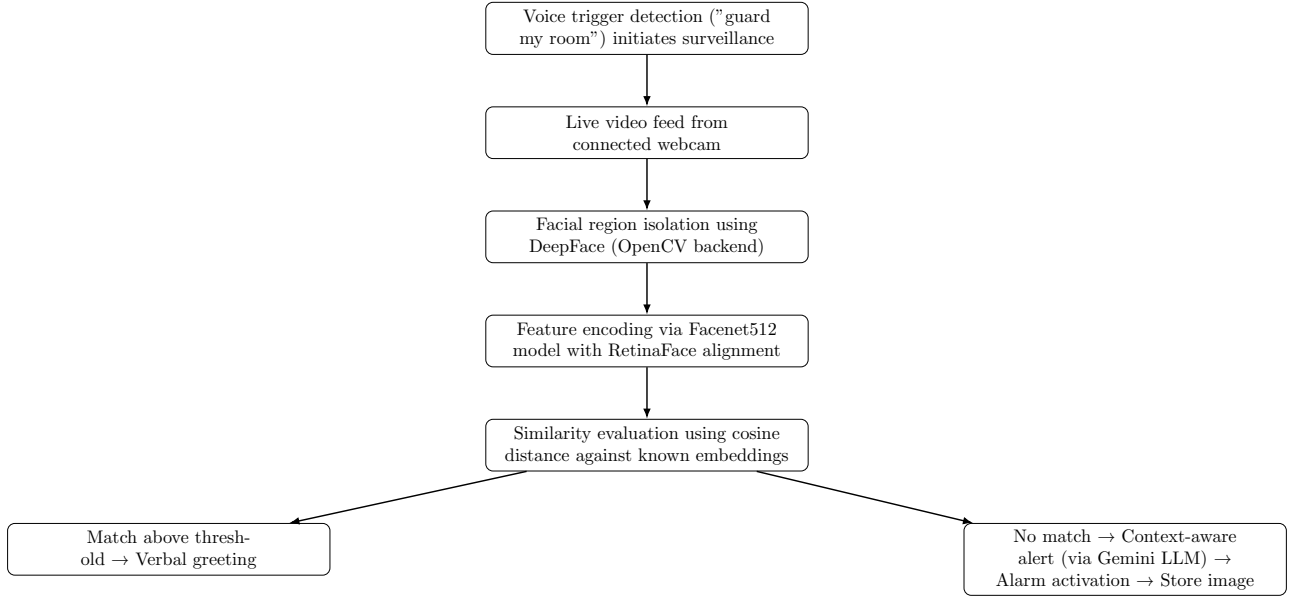 Voice trigger detection (”guard
my room”) initiates surveillance
Live video feed from
connected webcam
Facial region isolation using
DeepFace (OpenCV backend)
Feature encoding via Facenet512
model with RetinaFace alignment
Similarity evaluation using cosine
distance against known embeddings
Match above thresh-
old → Verbal greeting
No match → Context-aware
alert (via Gemini LLM) →
Alarm activation → Store image